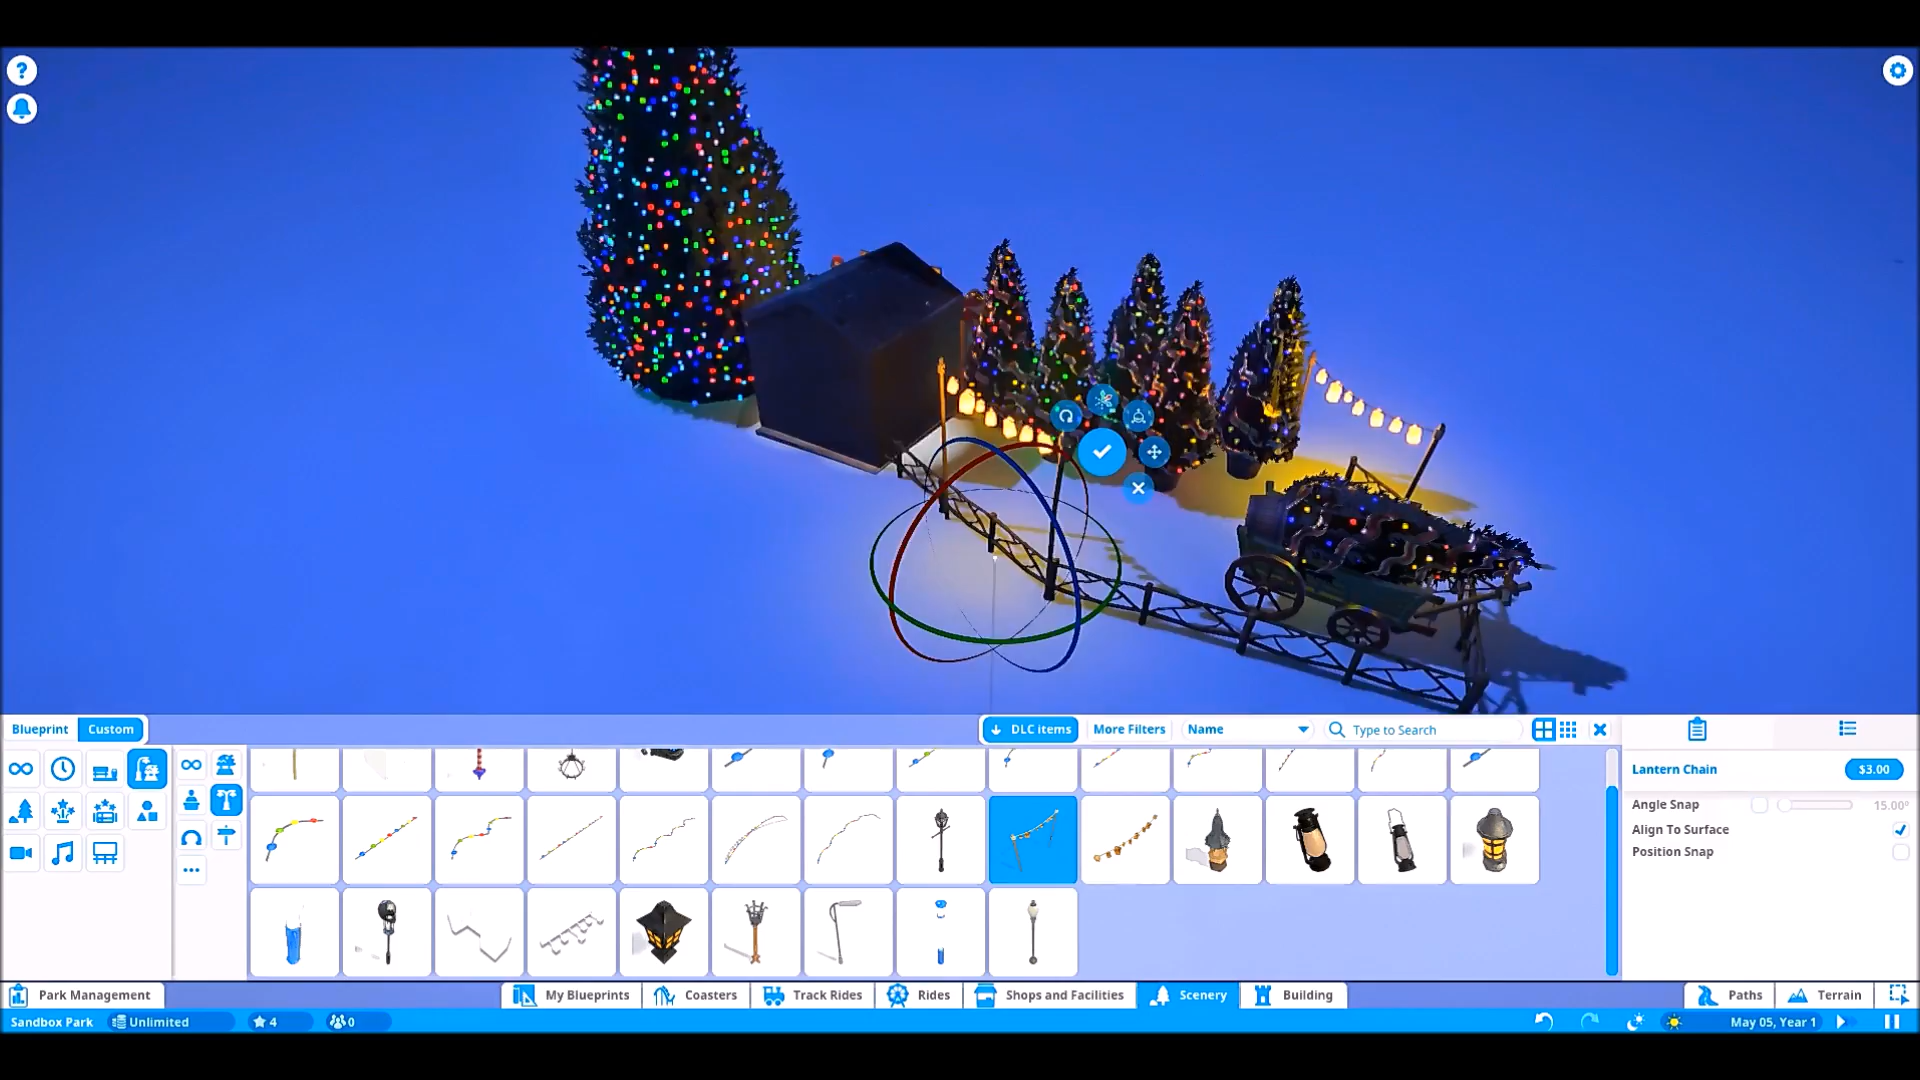 ?
Blueprint Custom
DLC items More Filters Name Type to Search
Lantern Chain $3.00
Angle Snap 15.00°
Align To Surface
Position Snap
Park Management My Blueprints Coasters Track Rides Rides Shops and Facilities Scenery Building Paths Terrain
Sandbox Park Unlimited 4 0 May 05, Year 1